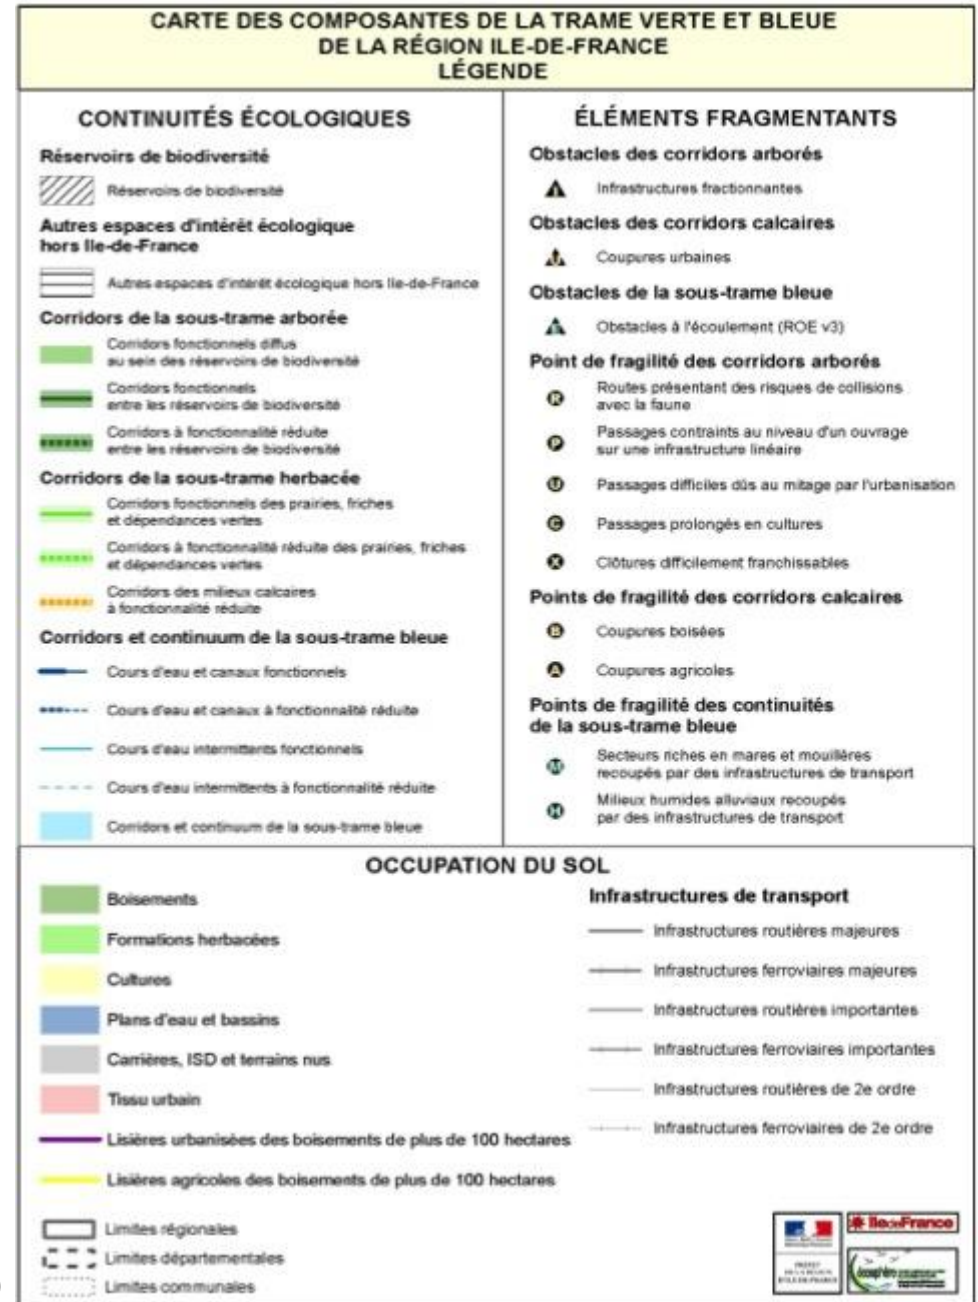 CARTE DES COMPOSANTES DE LA TRAME VERTE ET BLEUE
DE LA RÉGION ILE-DE-FRANCE
LÉGENDE
CONTINUITÉS ÉCOLOGIQUES
Réservoirs de biodiversité
Réservoirs de biodiversité
Autres espaces d'intérêt écologique
hors Ile-de-France
Autres espaces d'intérêt écologique hors Ile-de-France
Corridors de la sous-trame arborée
Corridors fonctionnels diffus
au sein des réservoirs de biodiversité
Corridors fonctionnels
entre les réservoirs de biodiversité
Corridors à fonctionnalité réduite
entre les réservoirs de biodiversité
Corridors de la sous-trame herbacée
Corridors fonctionnels des prairies, friches
et dépendances vertes
Corridors à fonctionnalité réduite des prairies, friches
et dépendances vertes
Corridors des milieux calcaires
à fonctionnalité réduite
Corridors et continuum de la sous-trame bleue
Cours d'eau et canaux fonctionnels
Cours d'eau et canaux à fonctionnalité réduite
Cours d'eau intermittents fonctionnels
Cours d'eau intermittents à fonctionnalité réduite
Corridors et continuum de la sous-trame bleue
ÉLÉMENTS FRAGMENTANTS
Obstacles des corridors arborés
Infrastructures fractionnantes
Obstacles des corridors calcaires
Coupures urbaines
Obstacles de la sous-trame bleue
Obstacles à l'écoulement (ROE v3)
Point de fragilité des corridors arborés
R Routes présentant des risques de collisions
avec la faune
P Passages contraints au niveau d'un ouvrage
sur une infrastructure linéaire
U Passages difficiles dûs au mitage par l'urbanisation
C Passages prolongés en cultures
X Clôtures difficilement franchissables
Points de fragilité des corridors calcaires
B Coupures boisées
A Coupures agricoles
Points de fragilité des continuités
de la sous-trame bleue
M Secteurs riches en mares et mouillères
recoupés par des infrastructures de transport
H Milieux humides alluviaux recoupés
par des infrastructures de transport
OCCUPATION DU SOL
Boisements
Formations herbacées
Cultures
Plans d'eau et bassins
Carrières, ISD et terrains nus
Tissu urbain
Lisières urbanisées des boisements de plus de 100 hectares
Lisières agricoles des boisements de plus de 100 hectares
Limites régionales
Limites départementales
Limites communales
Infrastructures de transport
Infrastructures routières majeures
Infrastructures ferroviaires majeures
Infrastructures routières importantes
Infrastructures ferroviaires importantes
Infrastructures routières de 2e ordre
Infrastructures ferroviaires de 2e ordre
PRÉFET
DE LA RÉGION
D'ILE-DE-FRANCE
île de France
écosphère